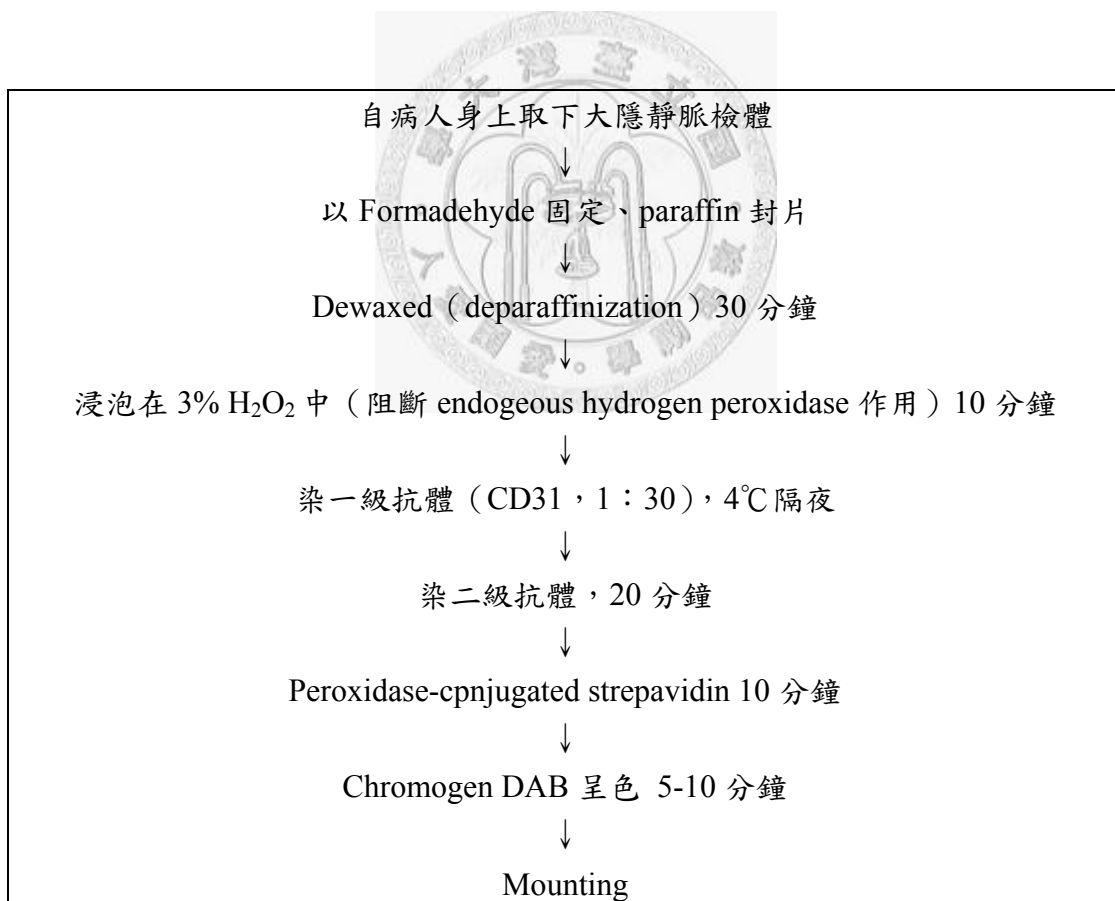 自病人身上取下大隱靜脈檢體
↓
以 Formadehyde 固定、paraffin 封片
↓
Dewaxed（deparaffinization）30 分鐘
↓
浸泡在 3% H₂O₂ 中（阻斷 endogeous hydrogen peroxidase 作用）10 分鐘
↓
染一級抗體（CD31，1：30），4℃隔夜
↓
染二級抗體，20 分鐘
↓
Peroxidase-cpnjugated strepavidin 10 分鐘
↓
Chromogen DAB 呈色 5-10 分鐘
↓
Mounting